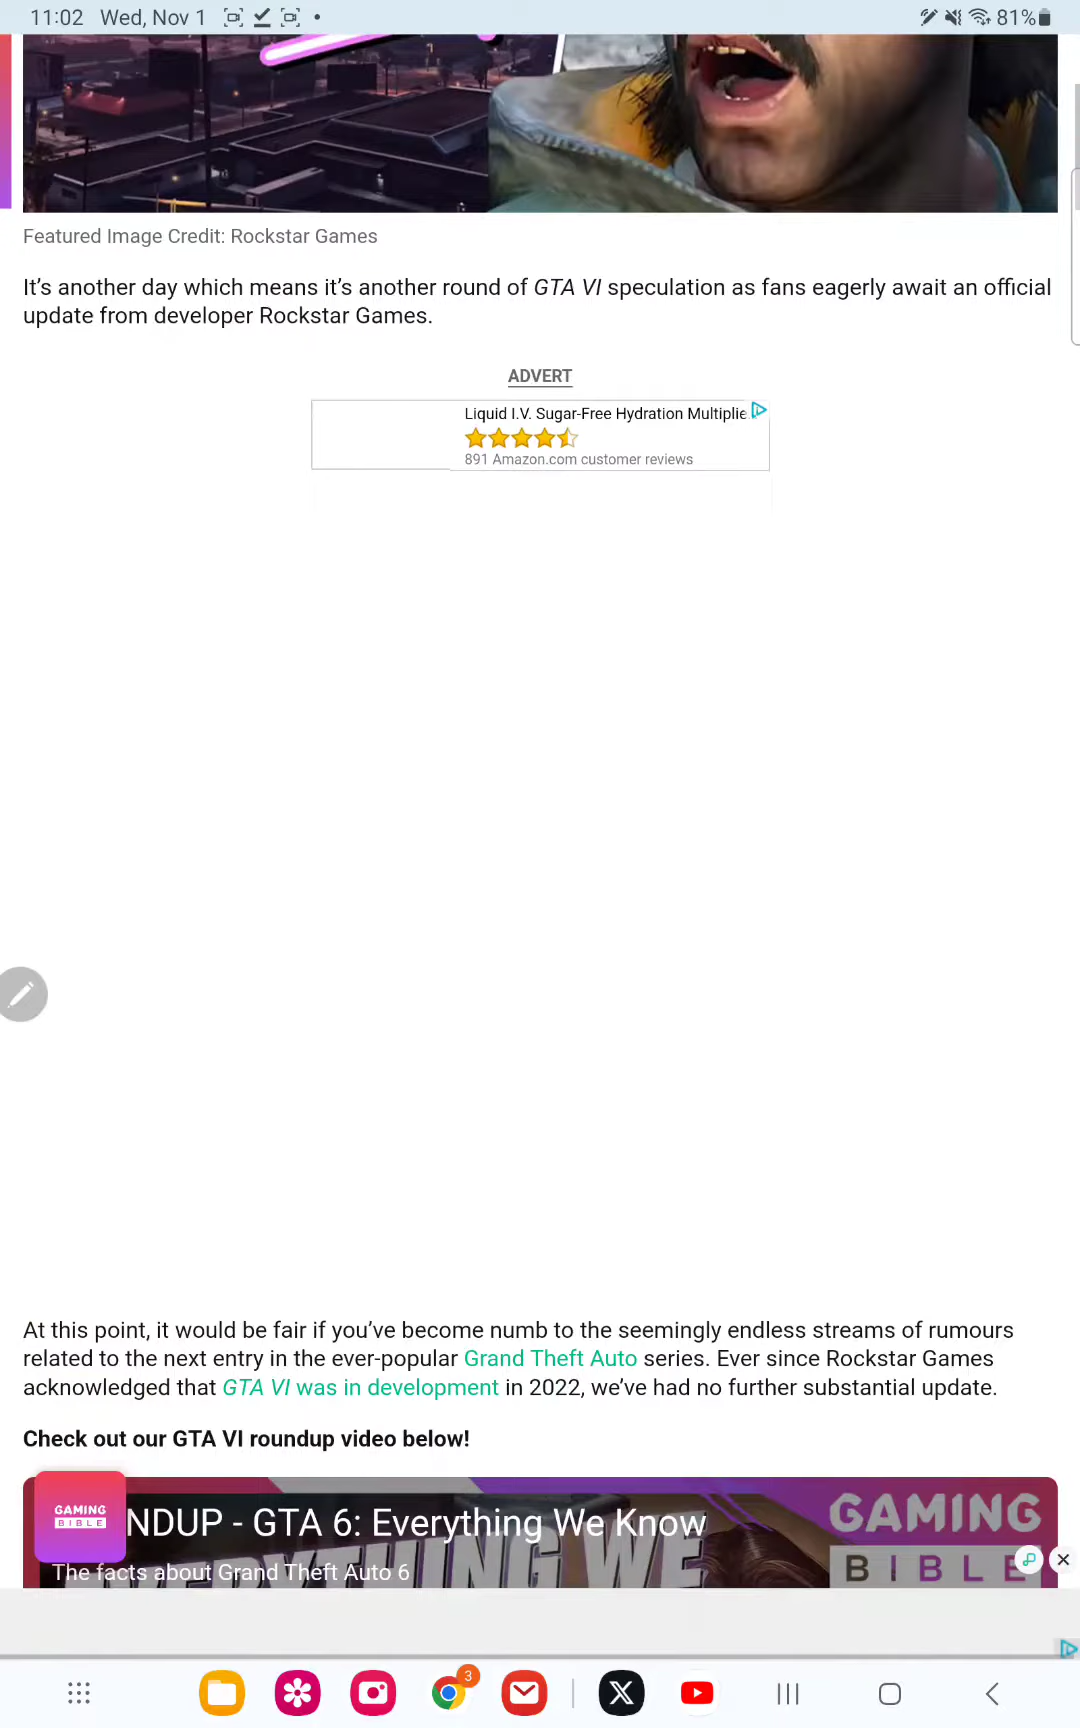 11:02 Wed, Nov 1
81%
Featured Image Credit: Rockstar Games
It’s another day which means it’s another round of GTA VI speculation as fans eagerly await an official
update from developer Rockstar Games.
ADVERT
Liquid I.V. Sugar-Free Hydration Multiplie
891 Amazon.com customer reviews
At this point, it would be fair if you’ve become numb to the seemingly endless streams of rumours
related to the next entry in the ever-popular Grand Theft Auto series. Ever since Rockstar Games
acknowledged that GTA VI was in development in 2022, we’ve had no further substantial update.
Check out our GTA VI roundup video below!
GAMING
BIBLE
NDUP - GTA 6: Everything We Know
The facts about Grand Theft Auto 6
EVERYTHING WE
GAMING
BIBLE
3